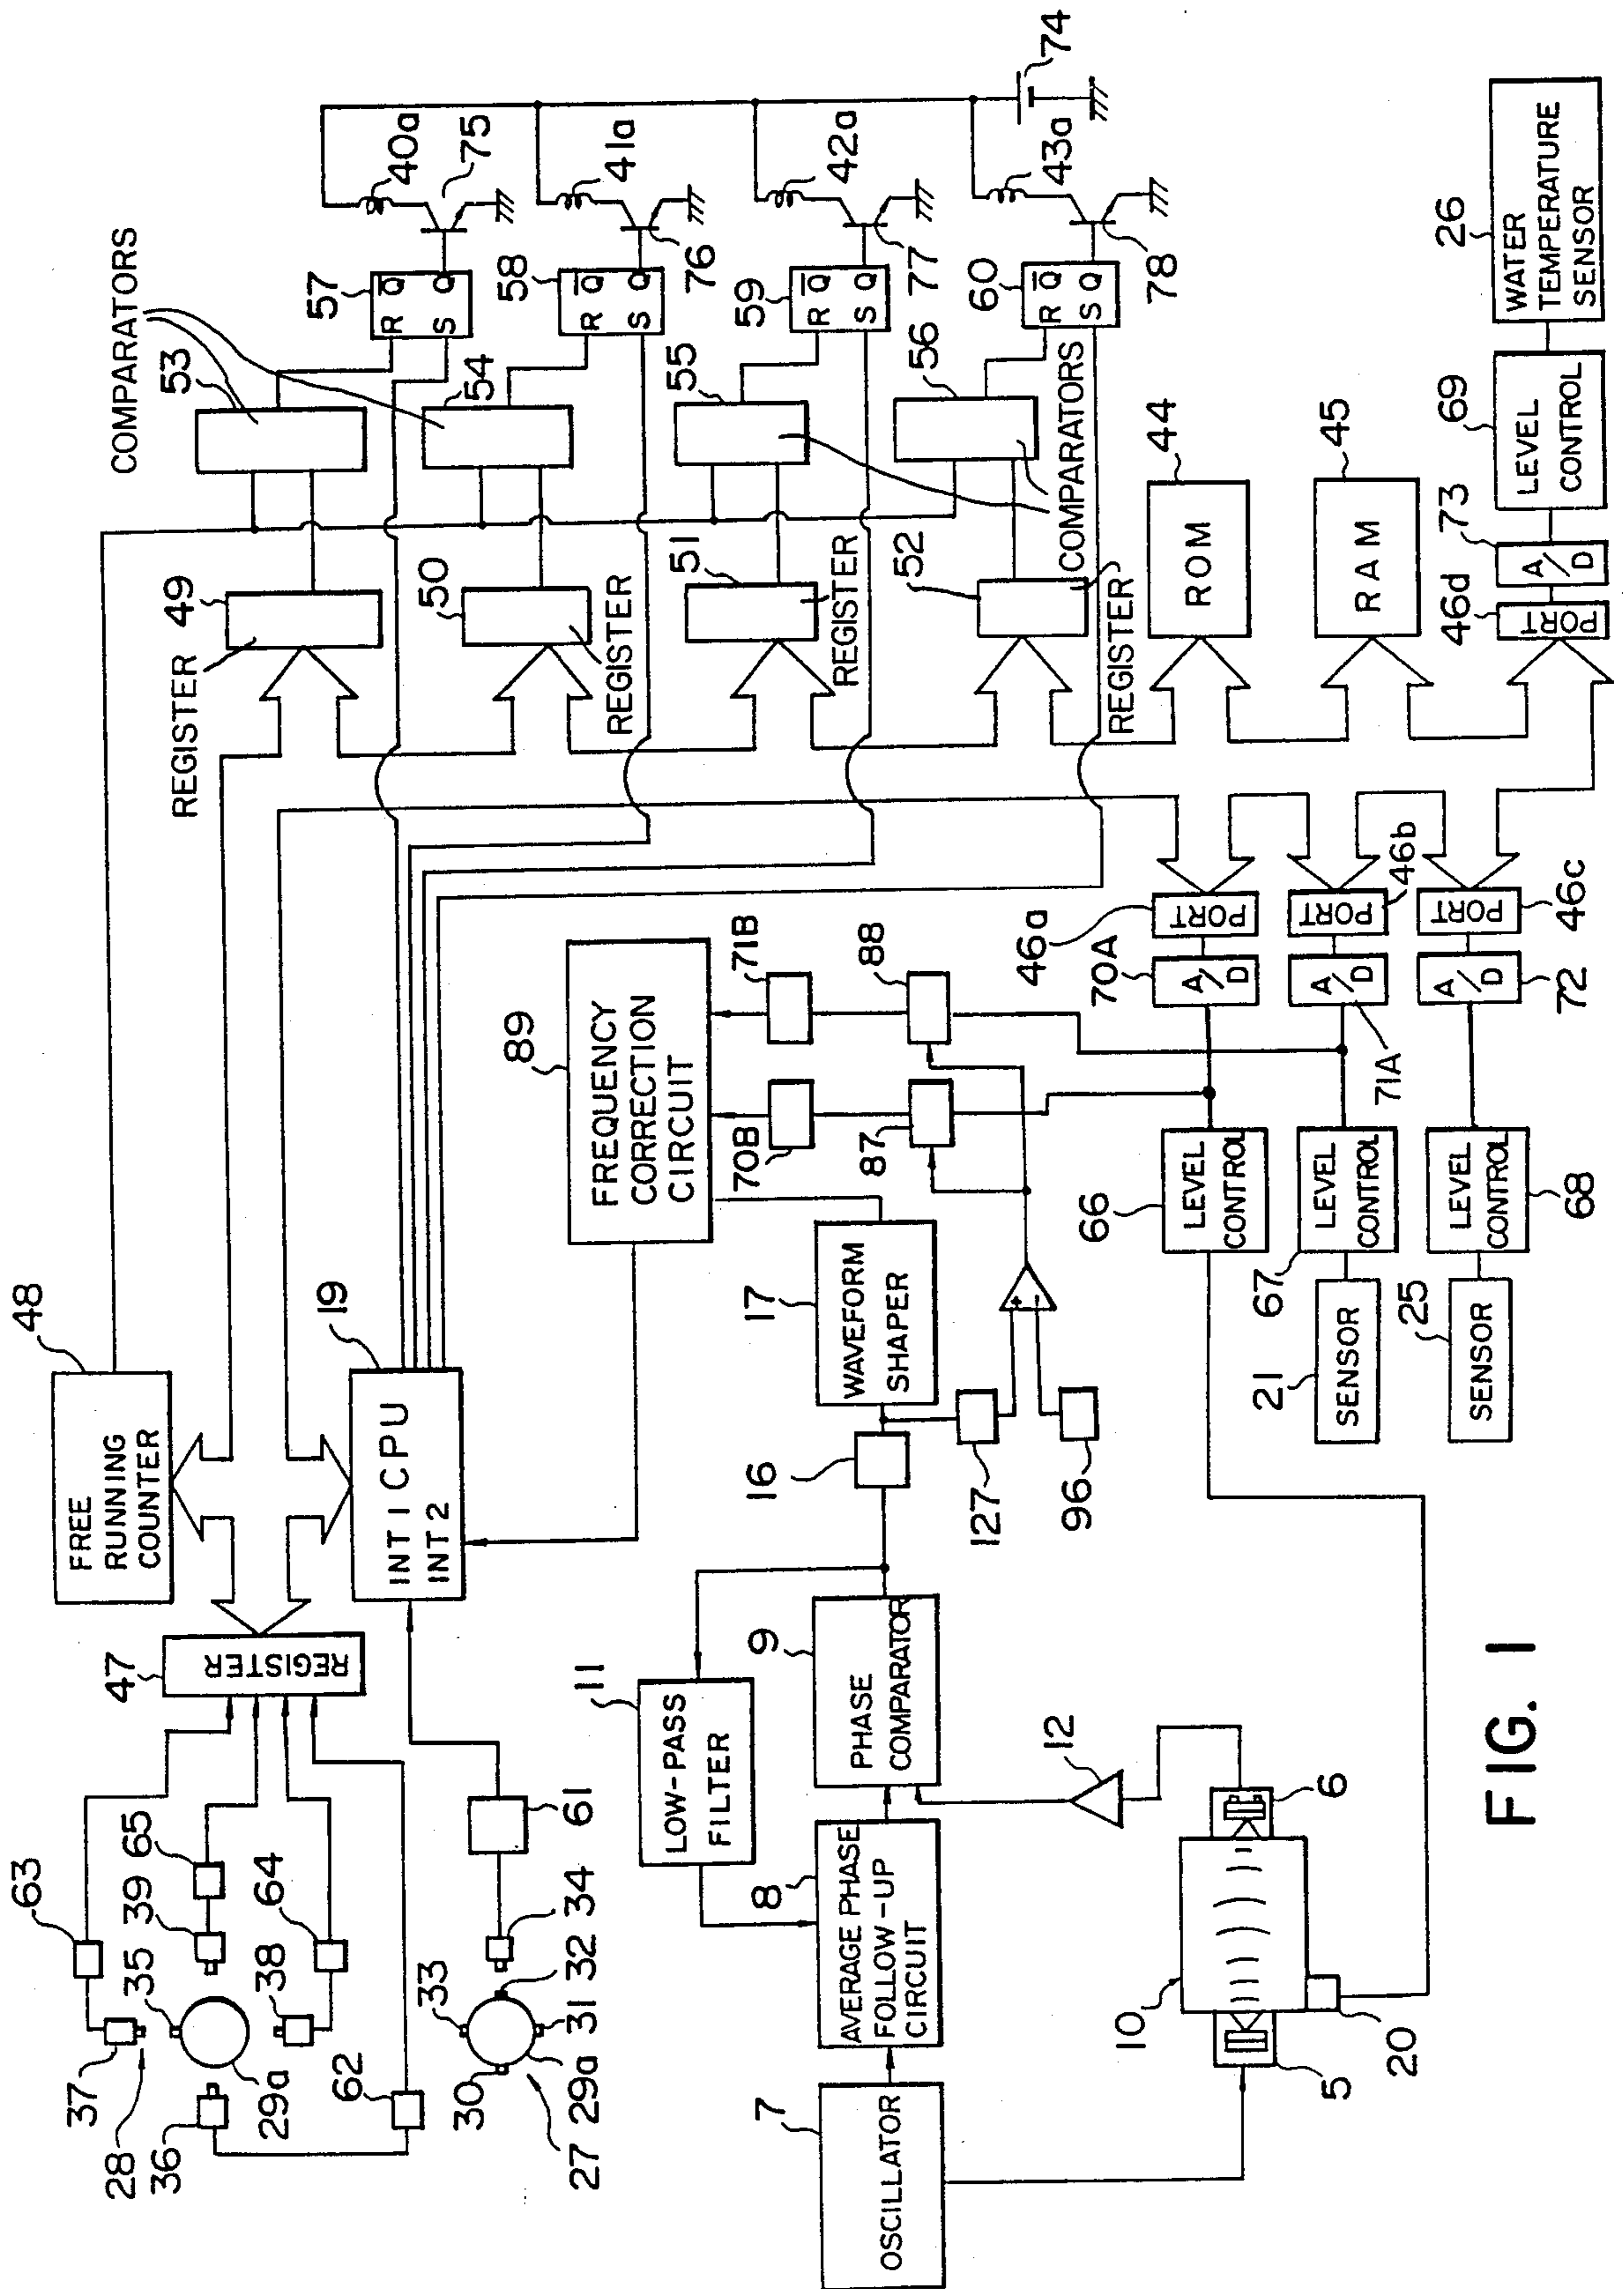 COMPARATORS
53
57
R
Q̅
S
Q
40a
75
54
58
R
Q̅
S
Q
41a
76
55
59
R
Q̅
S
Q
42a
77
56
60
R
Q̅
S
Q
43a
78
74
COMPARATORS
49
REGISTER
50
REGISTER
51
REGISTER
52
REGISTER
44
ROM
45
RAM
46d
PORT
73
A/D
69
LEVEL
CONTROL
26
WATER
TEMPERATURE
SENSOR
48
FREE
RUNNING
COUNTER
19
INT1 CPU
INT2
47
REGISTER
89
FREQUENCY
CORRECTION
CIRCUIT
71B
70B
88
87
46a
PORT
70A
A/D
46b
PORT
71A
A/D
46c
PORT
72
A/D
66
LEVEL
CONTROL
67
LEVEL
CONTROL
68
LEVEL
CONTROL
21
SENSOR
25
SENSOR
17
WAVEFORM
SHAPER
16
127
96
+
-
63
65
39
35
64
38
37
28
36
29a
62
61
34
33
32
31
30
29a
27
11
LOW-PASS
FILTER
9
PHASE
COMPARATOR
8
AVERAGE PHASE
FOLLOW-UP
CIRCUIT
7
OSCILLATOR
12
10
6
5
20
FIG. 1